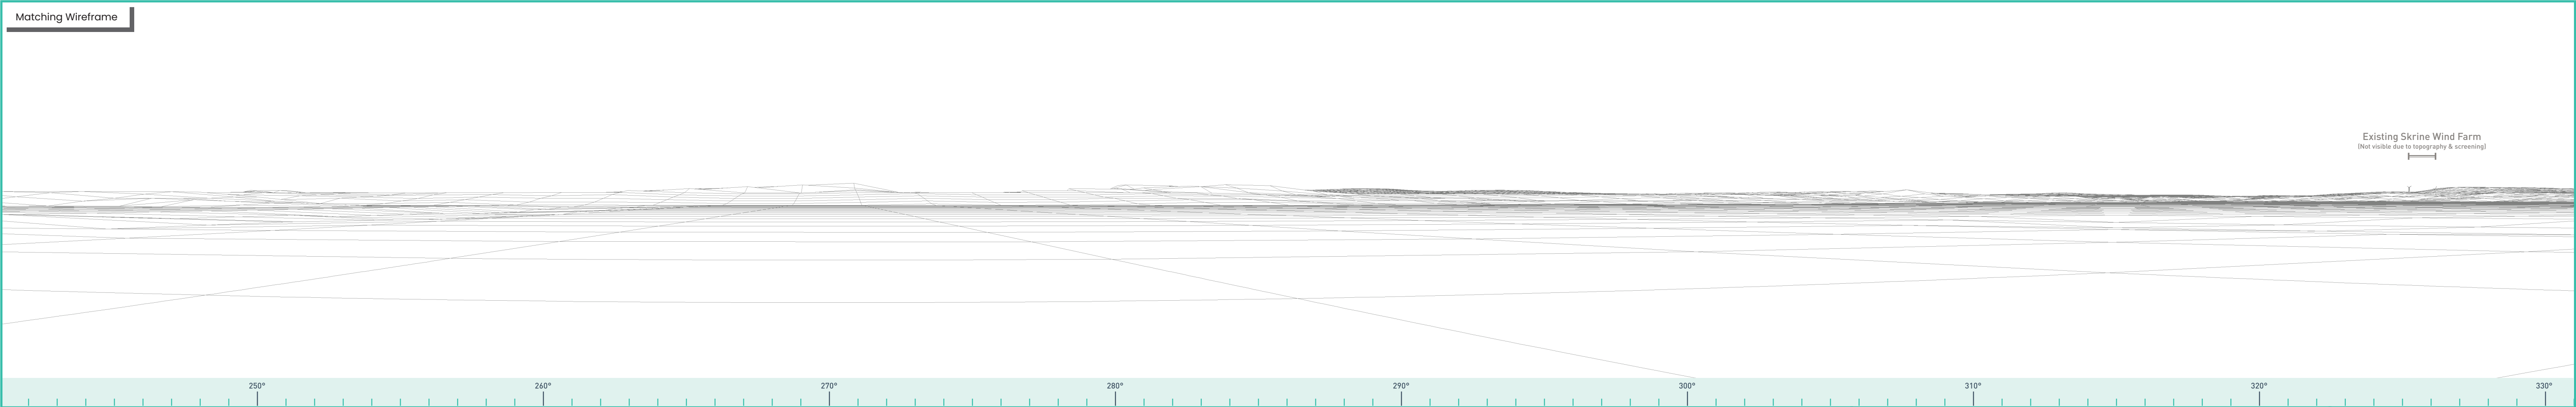 Matching Wireframe
Existing Skrine Wind Farm
(Not visible due to topography & screening)
250° 260° 270° 280° 290° 300° 310° 320° 330°